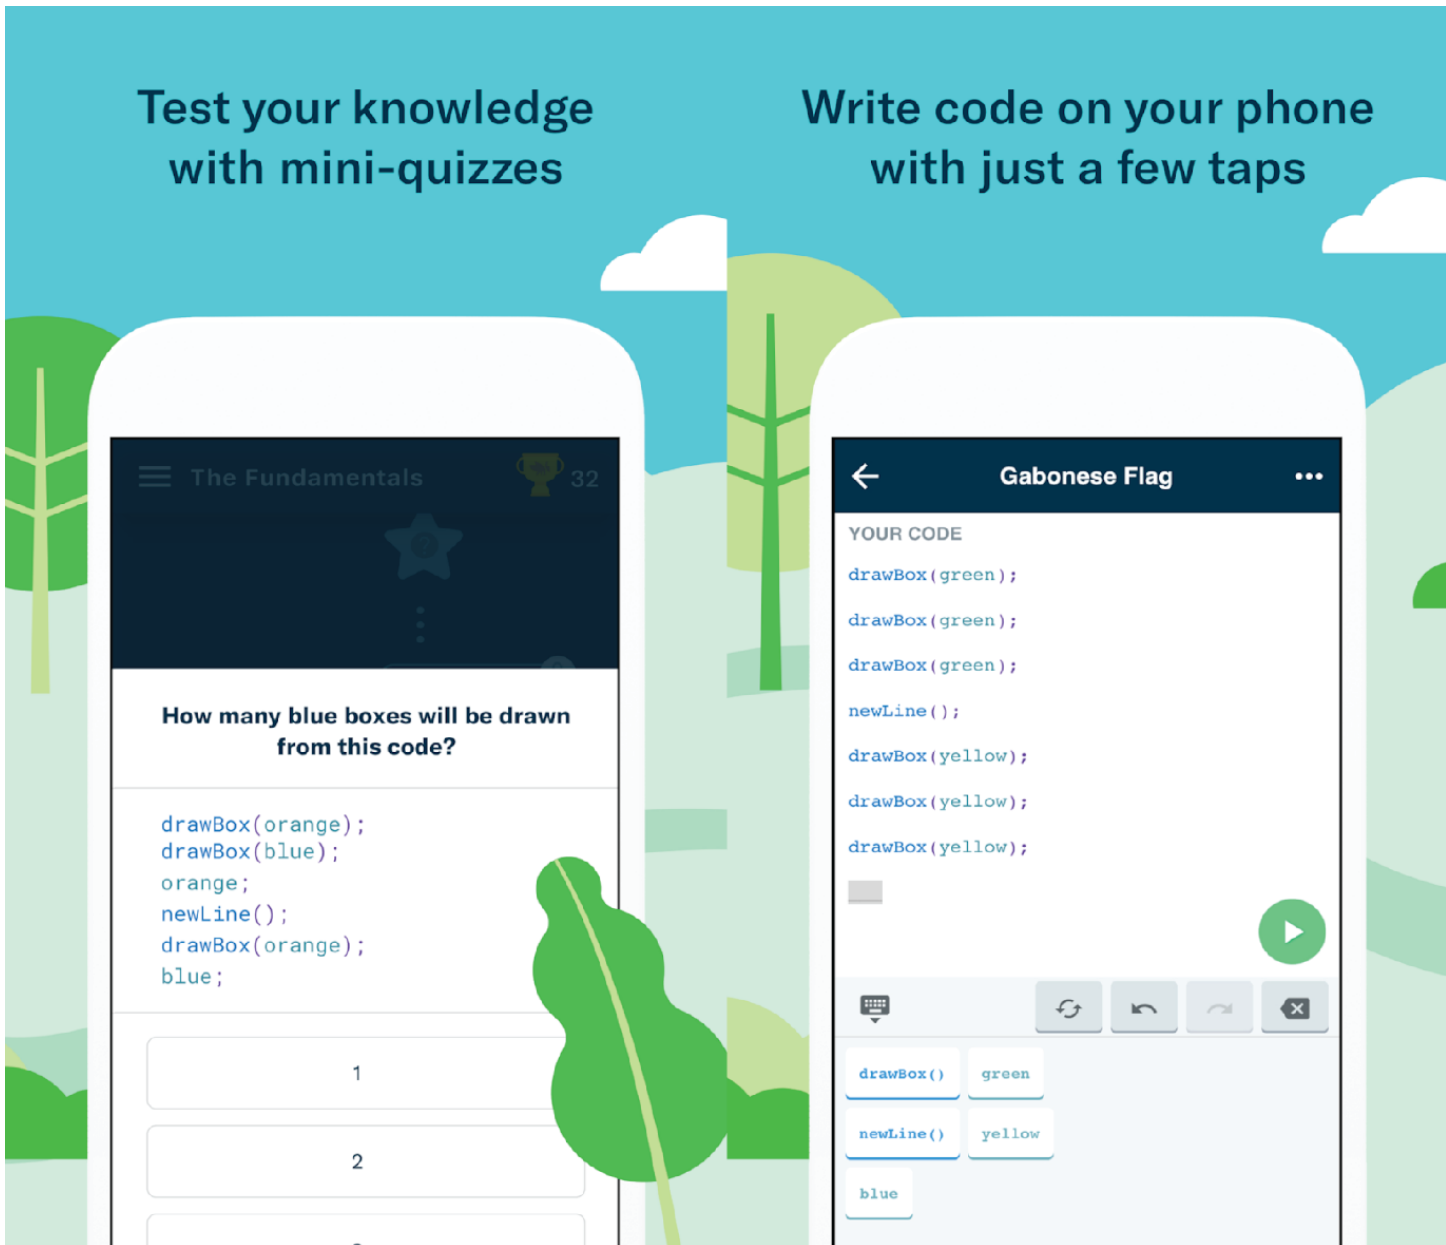 Test your knowledge
with mini-quizzes
The Fundamentals
32
?
How many blue boxes will be drawn
from this code?
drawBox(orange);
drawBox(blue);
orange;
newLine();
drawBox(orange);
blue;
1
2
Write code on your phone
with just a few taps
Gabonese Flag
YOUR CODE
drawBox(green);
drawBox(green);
drawBox(green);
newLine();
drawBox(yellow);
drawBox(yellow);
drawBox(yellow);
drawBox() green
newLine() yellow
blue